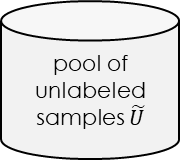 pool of
unlabeled
samples Ũ